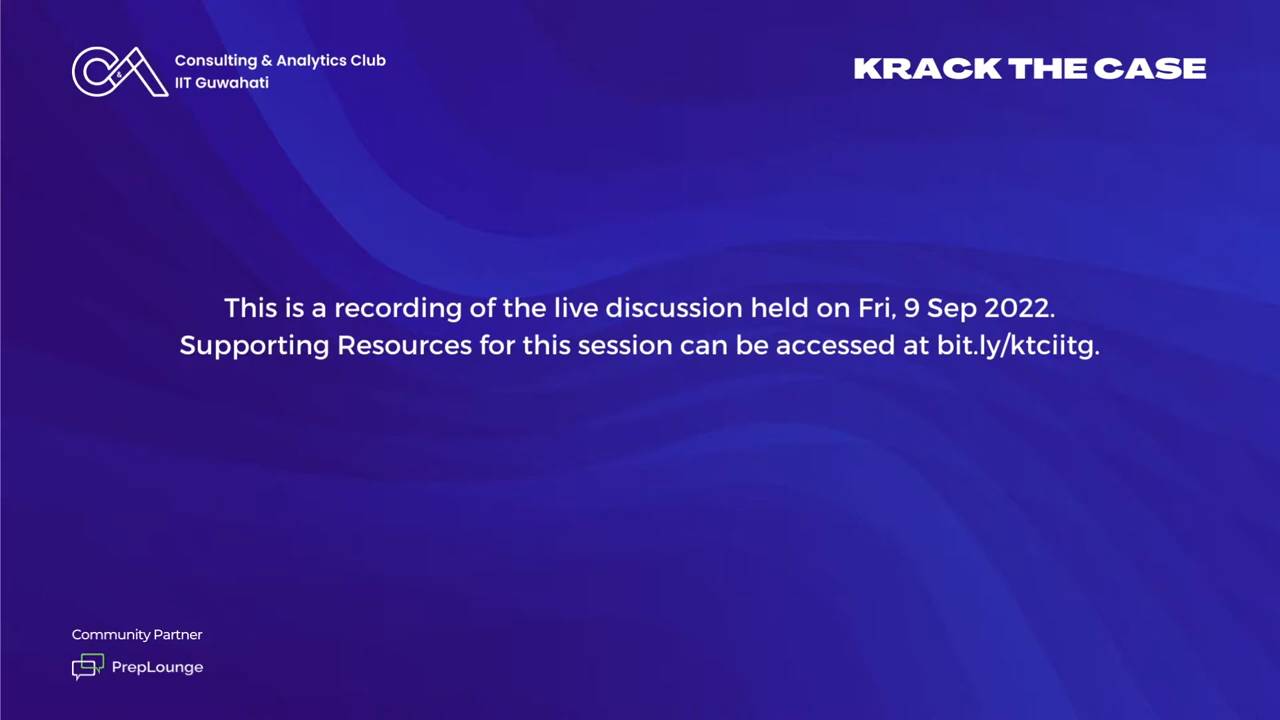 Consulting & Analytics Club
IIT Guwahati
KRACK THE CASE
This is a recording of the live discussion held on Fri, 9 Sep 2022.
Supporting Resources for this session can be accessed at bit.ly/ktciitg.
Community Partner
PrepLounge